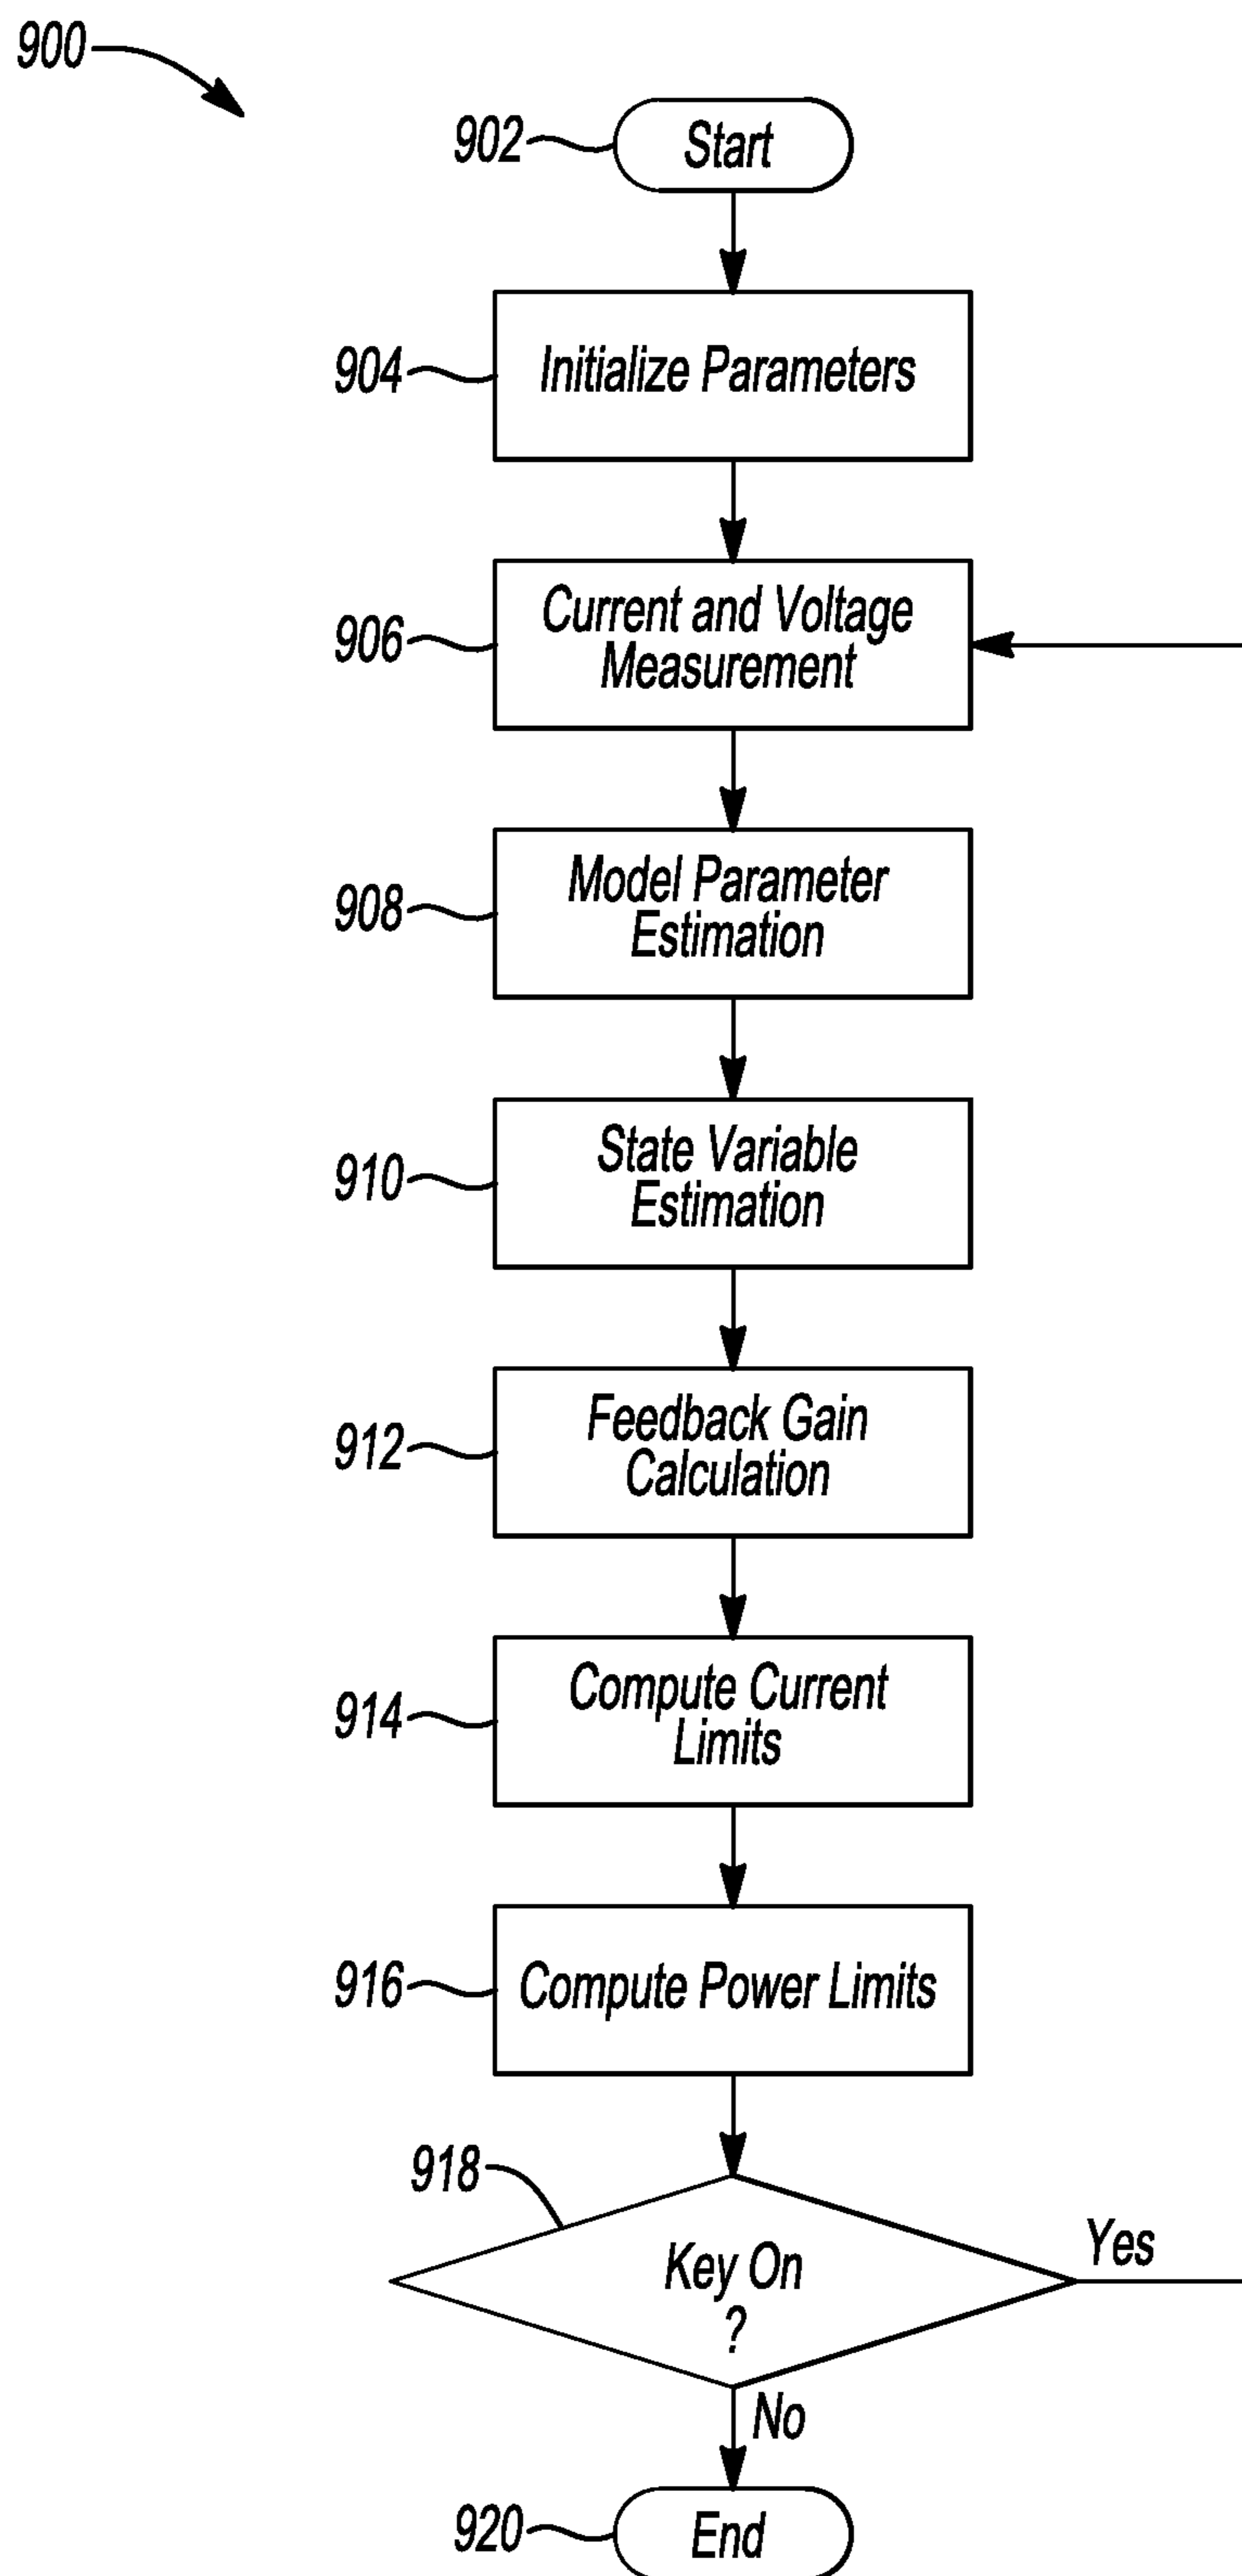 900
902
Start
904
Initialize Parameters
906
Current and Voltage
Measurement
908
Model Parameter
Estimation
910
State Variable
Estimation
912
Feedback Gain
Calculation
914
Compute Current
Limits
916
Compute Power Limits
918
Key On
?
Yes
No
920
End